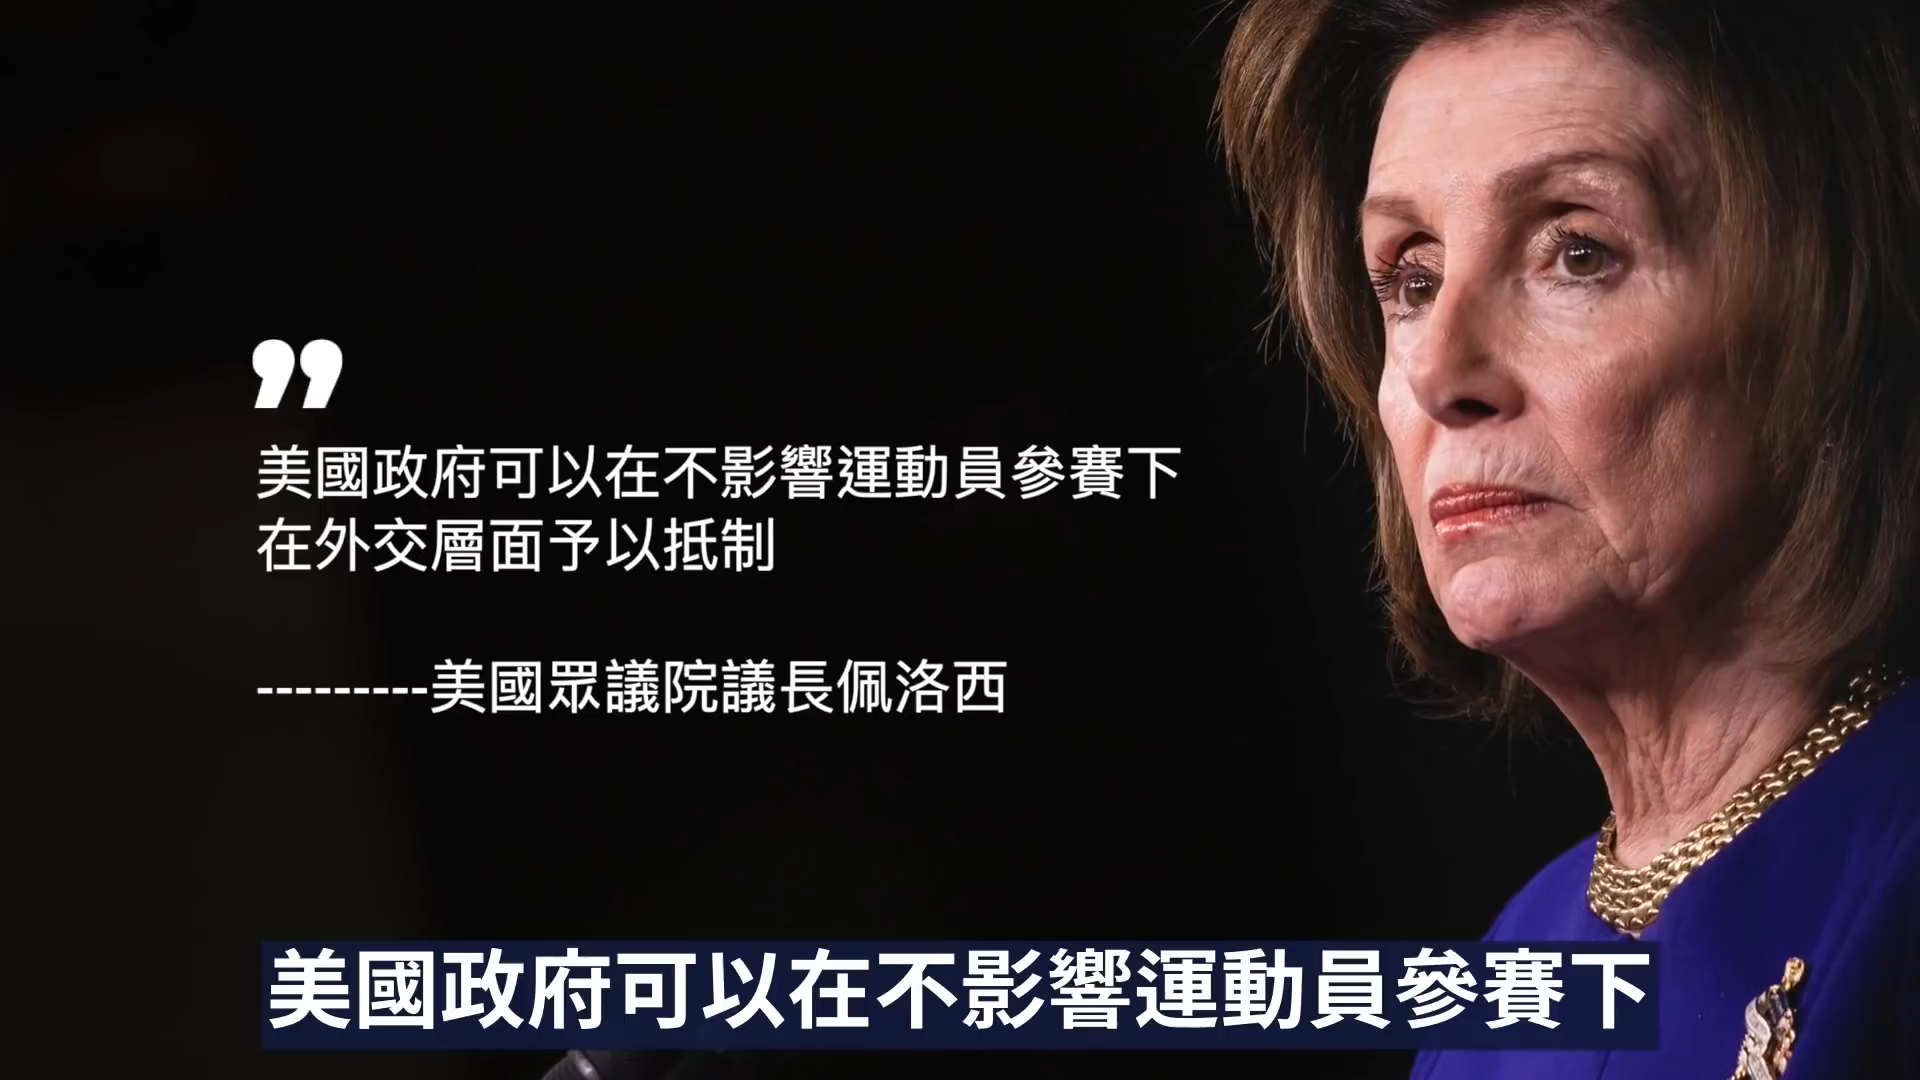 ”
美國政府可以在不影響運動員參賽下
在外交層面予以抵制
---------美國眾議院議長佩洛西
美國政府可以在不影響運動員參賽下